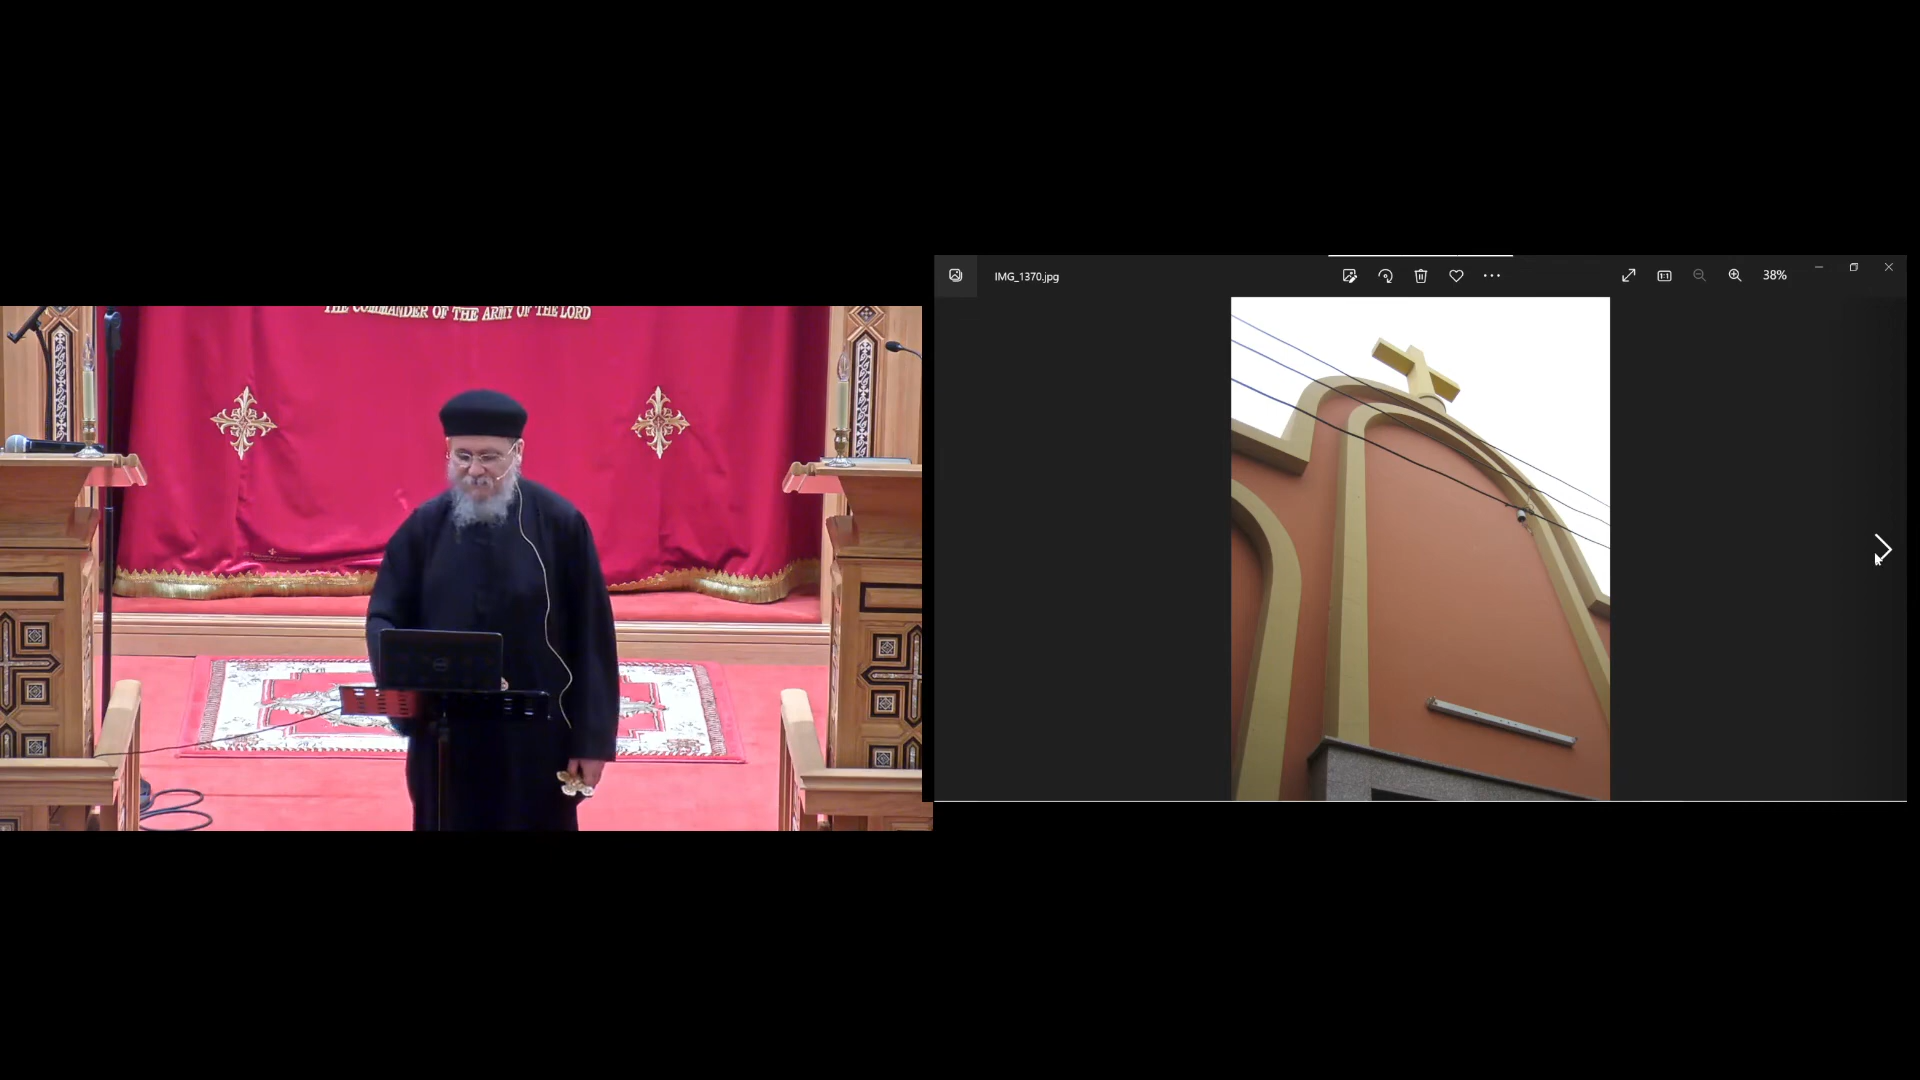 THE COMMANDER OF THE ARMY OF THE LORD
IMG_1370.jpg
38%